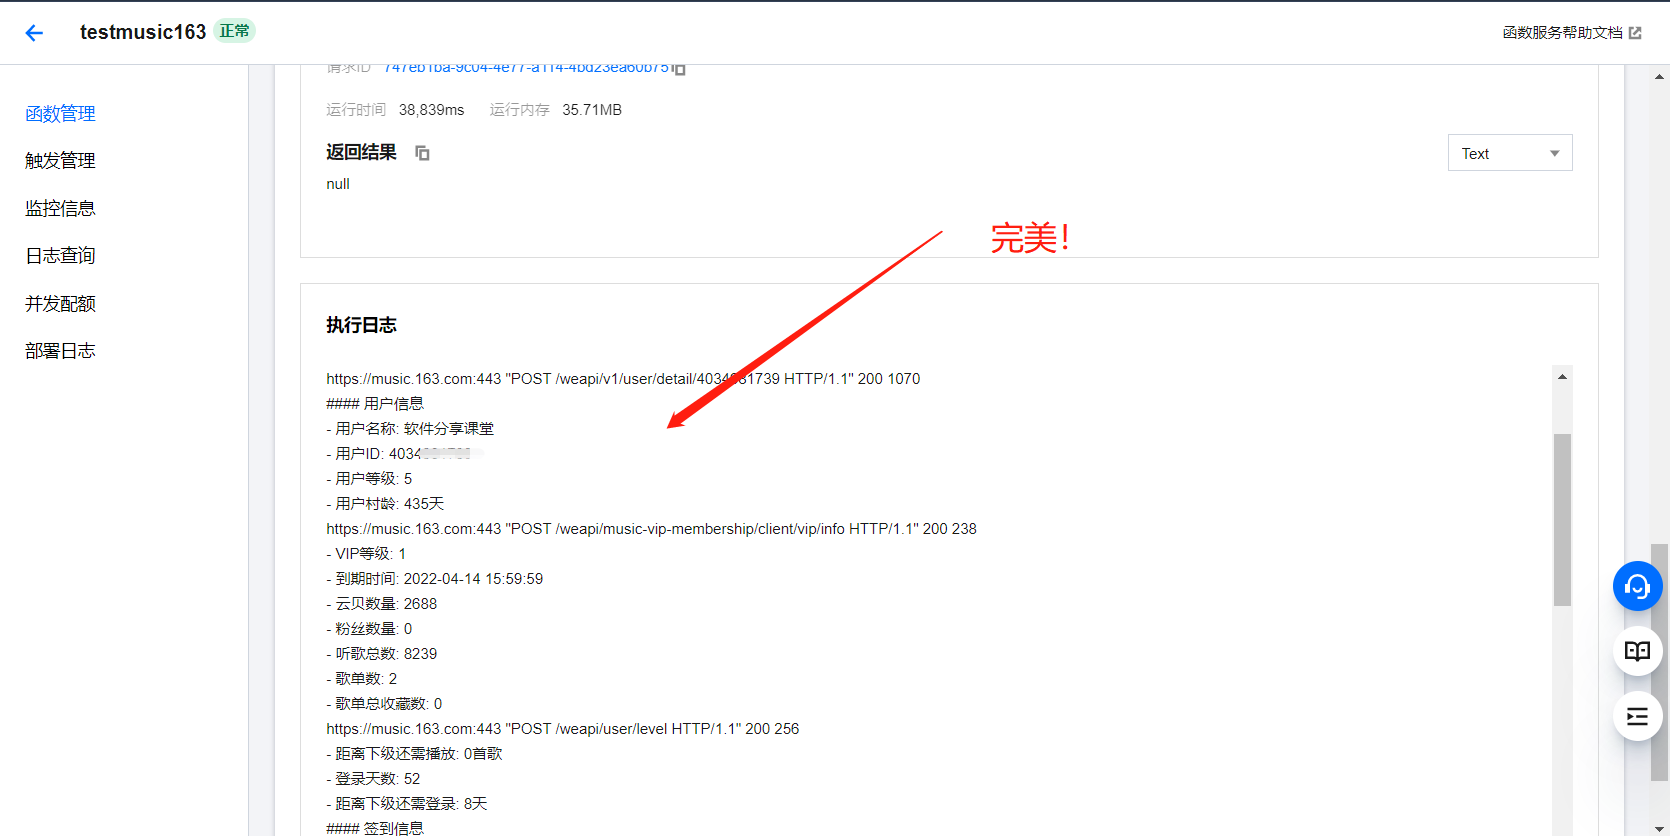 testmusic163 正常
函数服务帮助文档
函数管理
触发管理
监控信息
日志查询
并发配额
部署日志
请求ID 747eb1ba-9c04-4e77-a114-4bd23ea60b75
运行时间 38,839ms 运行内存 35.71MB
返回结果
Text
null
完美!
执行日志
https://music.163.com:443 "POST /weapi/v1/user/detail/4034981739 HTTP/1.1" 200 1070
#### 用户信息
- 用户名称: 软件分享课堂
- 用户ID: 4034
- 用户等级: 5
- 用户村龄: 435天
https://music.163.com:443 "POST /weapi/music-vip-membership/client/vip/info HTTP/1.1" 200 238
- VIP等级: 1
- 到期时间: 2022-04-14 15:59:59
- 云贝数量: 2688
- 粉丝数量: 0
- 听歌总数: 8239
- 歌单数: 2
- 歌单总收藏数: 0
https://music.163.com:443 "POST /weapi/user/level HTTP/1.1" 200 256
- 距离下级还需播放: 0首歌
- 登录天数: 52
- 距离下级还需登录: 8天
#### 签到信息